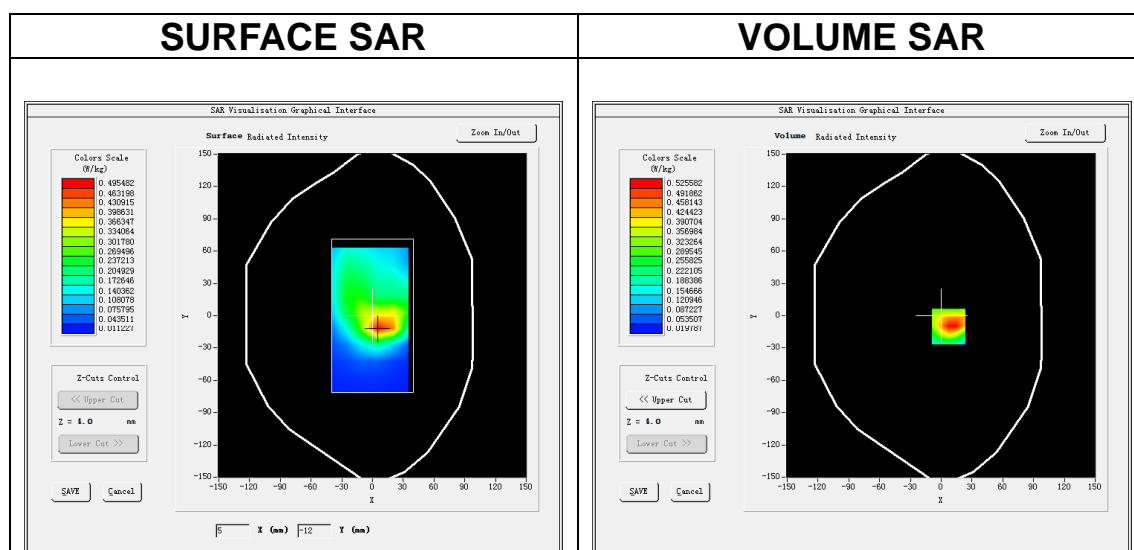 SURFACE SAR
VOLUME SAR
SAR Visualisation Graphical Interface
Surface Radiated Intensity
Zoom In/Out
Colors Scale
(W/kg)
0.495482
0.463198
0.430915
0.398631
0.366347
0.334064
0.301780
0.269496
0.237213
0.204929
0.172646
0.140362
0.108078
0.075795
0.043511
0.011227
Z-Cuts Control
<< Upper Cut
Z = 4.0 mm
Lower Cut >>
SAVE
Cancel
150
120
90
60
30
0
-30
-60
-90
-120
-150
Y
-150 -120 -90 -60 -30 0 30 60 90 120 150
X
5 X (mm) -12 Y (mm)
SAR Visualisation Graphical Interface
Volume Radiated Intensity
Zoom In/Out
Colors Scale
(W/kg)
0.525582
0.491862
0.458143
0.424423
0.390704
0.356984
0.323264
0.289545
0.255825
0.222105
0.188386
0.154666
0.120946
0.087227
0.053507
0.019787
Z-Cuts Control
<< Upper Cut
Z = 4.0 mm
Lower Cut >>
SAVE
Cancel
150
120
90
60
30
0
-30
-60
-90
-120
-150
Y
-150 -120 -90 -60 -30 0 30 60 90 120 150
X